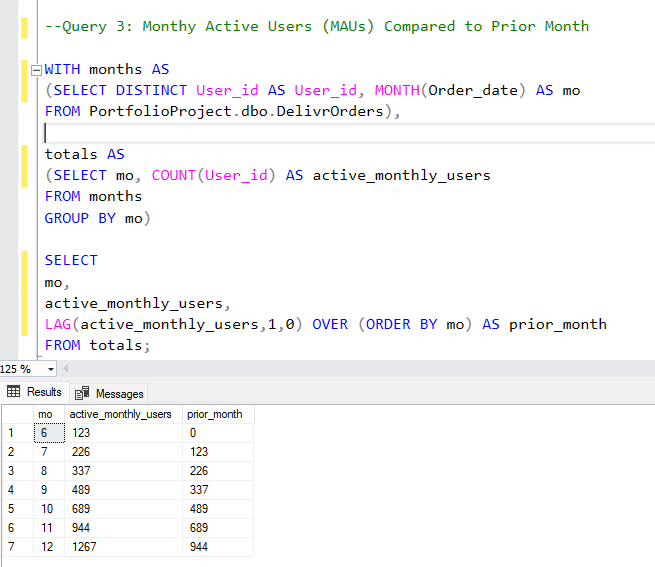 --Query 3: Monthy Active Users (MAUs) Compared to Prior Month
WITH months AS
(SELECT DISTINCT User_id AS User_id, MONTH(Order_date) AS mo
FROM PortfolioProject.dbo.DelivrOrders),
totals AS
(SELECT mo, COUNT(User_id) AS active_monthly_users
FROM months
GROUP BY mo)
SELECT
mo,
active_monthly_users,
LAG(active_monthly_users,1,0) OVER (ORDER BY mo) AS prior_month
FROM totals;
125 %
Results Messages
mo active_monthly_users prior_month
1 6 123 0
2 7 226 123
3 8 337 226
4 9 489 337
5 10 689 489
6 11 944 689
7 12 1267 944